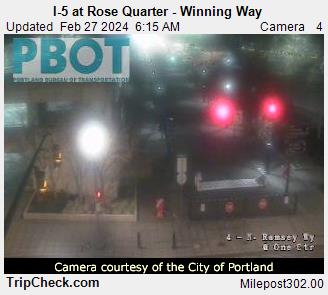 I-5 at Rose Quarter - Winning Way
Updated Feb 27 2024 6:15 AM Camera 4
PBOT
PORTLAND BUREAU OF TRANSPORTATION
4 - N. Ramsey Wy
@ One Ctr
Camera courtesy of the City of Portland
TripCheck.com Milepost302.00